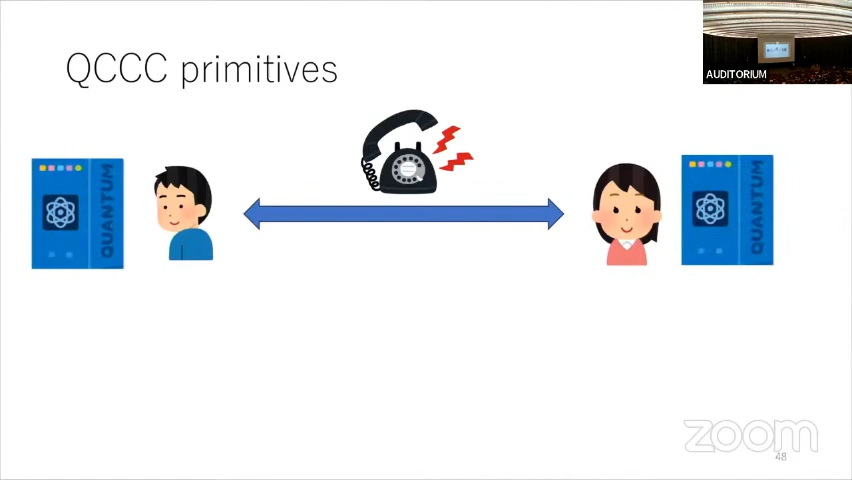 QCCC primitives
AUDITORIUM
QUANTUM
QUANTUM
zoom
48